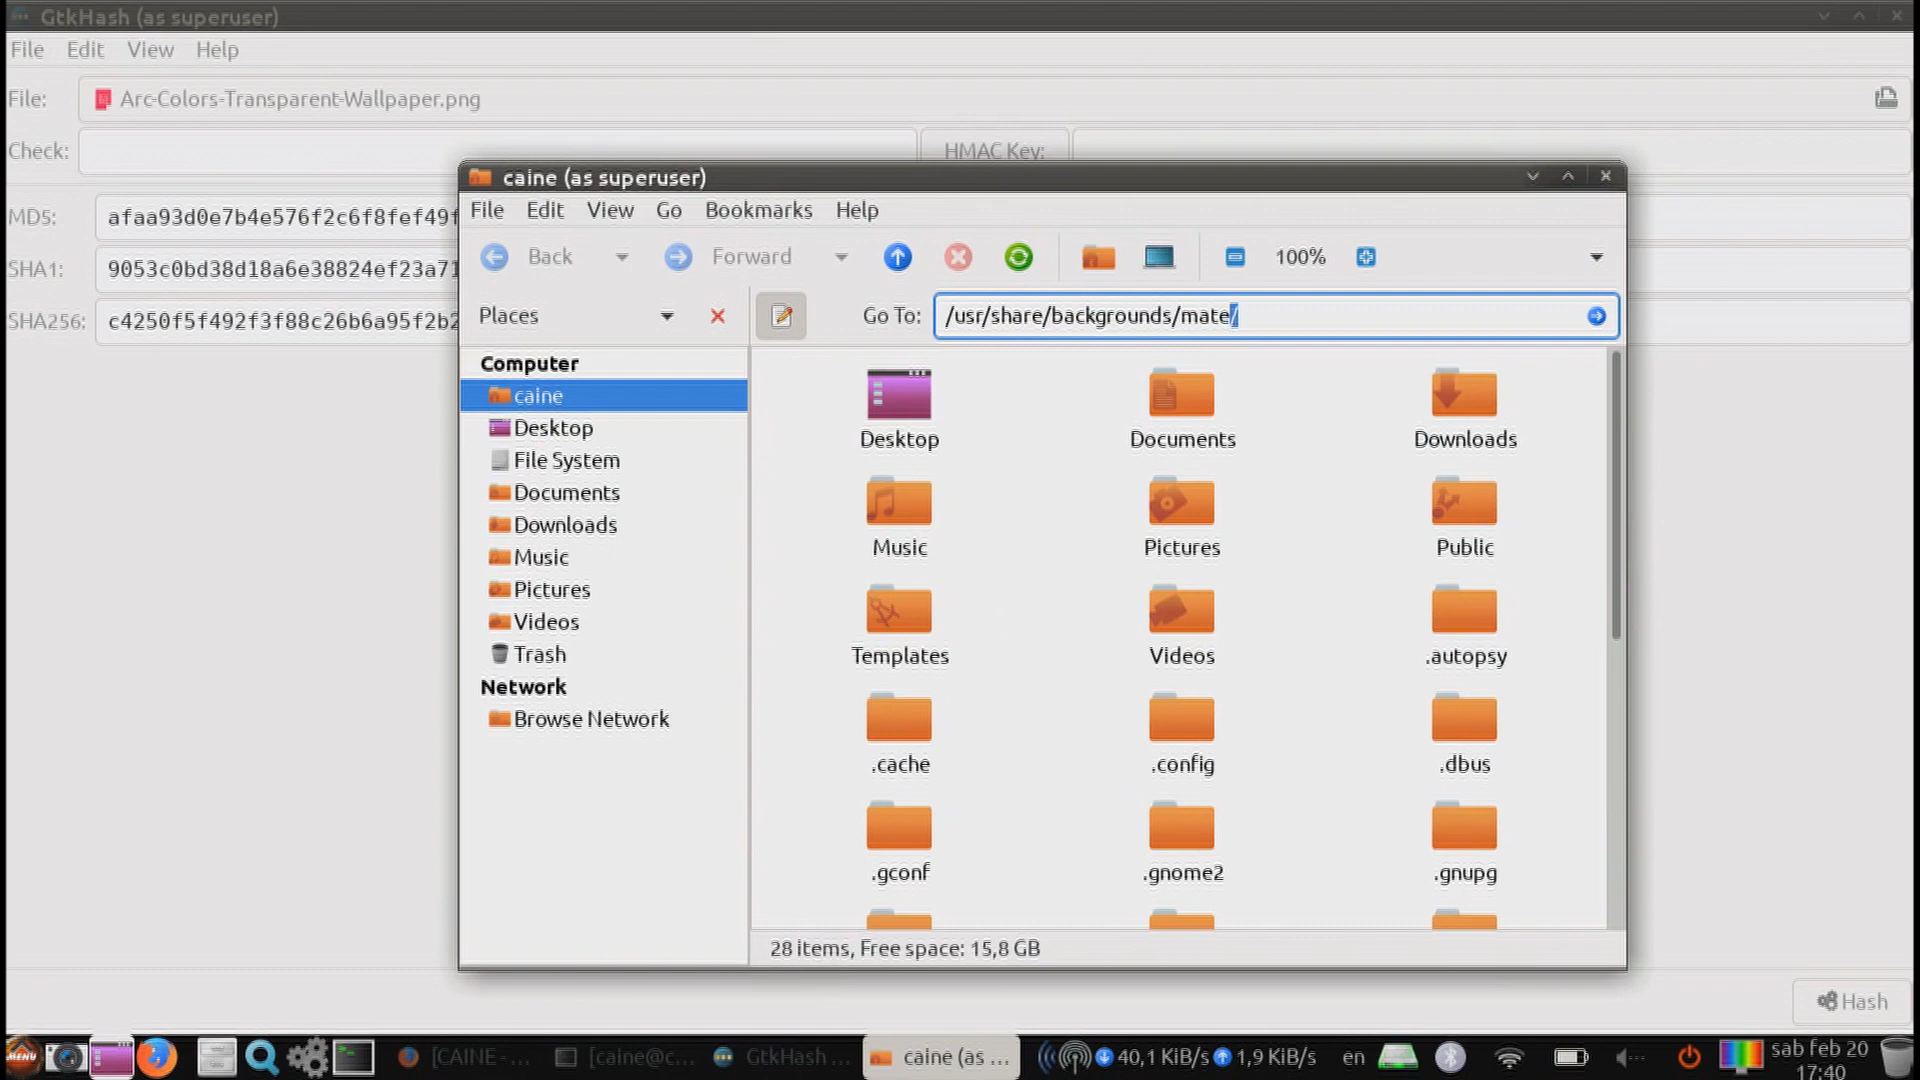 GtkHash (as superuser)
File Edit View Help
File: Arc-Colors-Transparent-Wallpaper.png
Check: HMAC Key:
MD5: afaa93d0e7b4e576f2c6f8fef49f
SHA1: 9053c0bd38d18a6e38824ef23a71
SHA256: c4250f5f492f3f88c26b6a95f2b2
caine (as superuser)
File Edit View Go Bookmarks Help
Back Forward 100%
Places Go To: /usr/share/backgrounds/mate/
Computer
caine
Desktop
File System
Documents
Downloads
Music
Pictures
Videos
Trash
Network
Browse Network
Desktop Documents Downloads
Music Pictures Public
Templates Videos .autopsy
.cache .config .dbus
.gconf .gnome2 .gnupg
28 items, Free space: 15,8 GB
Hash
MENU [CAINE - ... [caine@c... GtkHash ... caine (as ... 40,1 KiB/s 1,9 KiB/s en sab feb 20
17:40